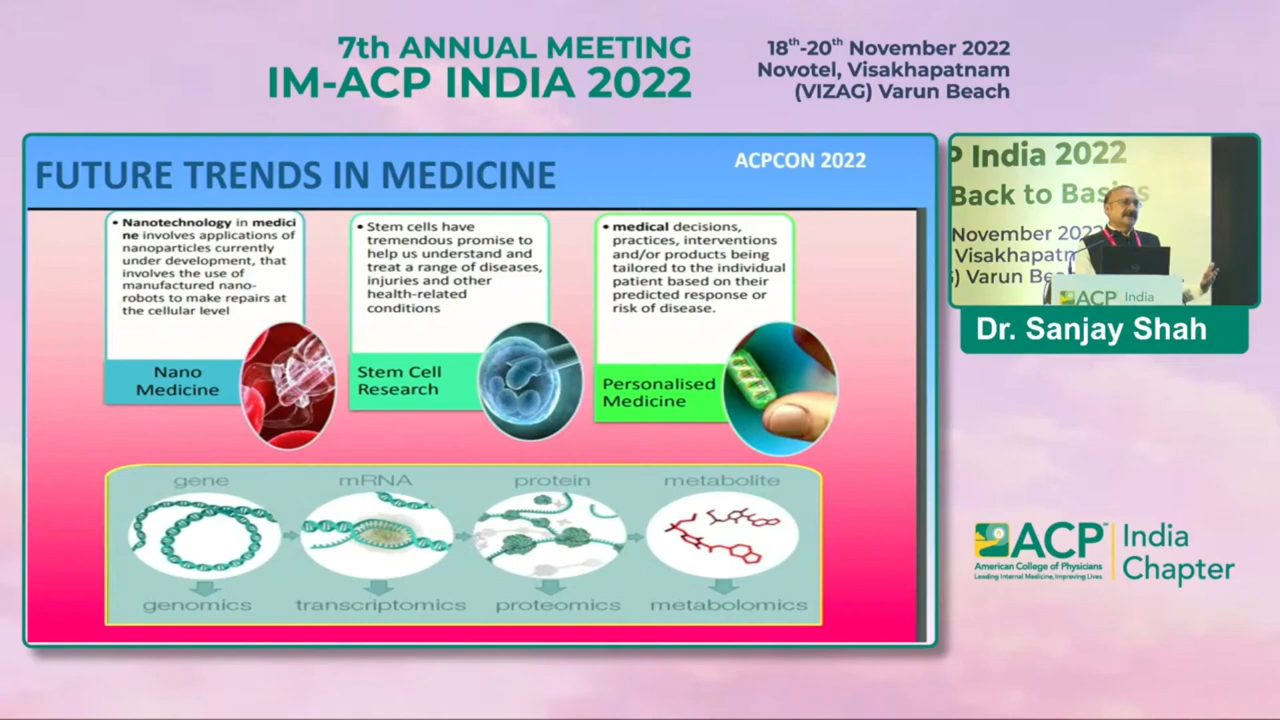 7th ANNUAL MEETING
IM-ACP INDIA 2022
18th-20th November 2022
Novotel, Visakhapatnam
(VIZAG) Varun Beach
FUTURE TRENDS IN MEDICINE
ACPCON 2022
• Nanotechnology in medici
ne involves applications of
nanoparticles currently
under development, that
involves the use of
manufactured nano-
robots to make repairs at
the cellular level
Nano
Medicine
• Stem cells have
tremendous promise to
help us understand and
treat a range of diseases,
injuries and other
health-related
conditions
Stem Cell
Research
• medical decisions,
practices, interventions
and/or products being
tailored to the individual
patient based on their
predicted response or
risk of disease.
Personalised
Medicine
gene
mRNA
protein
metabolite
genomics
transcriptomics
proteomics
metabolomics
P India 2022
Back to Basics
November 2022
Visakhapatn
) Varun Be
ACP India
Dr. Sanjay Shah
ACP
American College of Physicians
Leading Internal Medicine, Improving Lives
India
Chapter